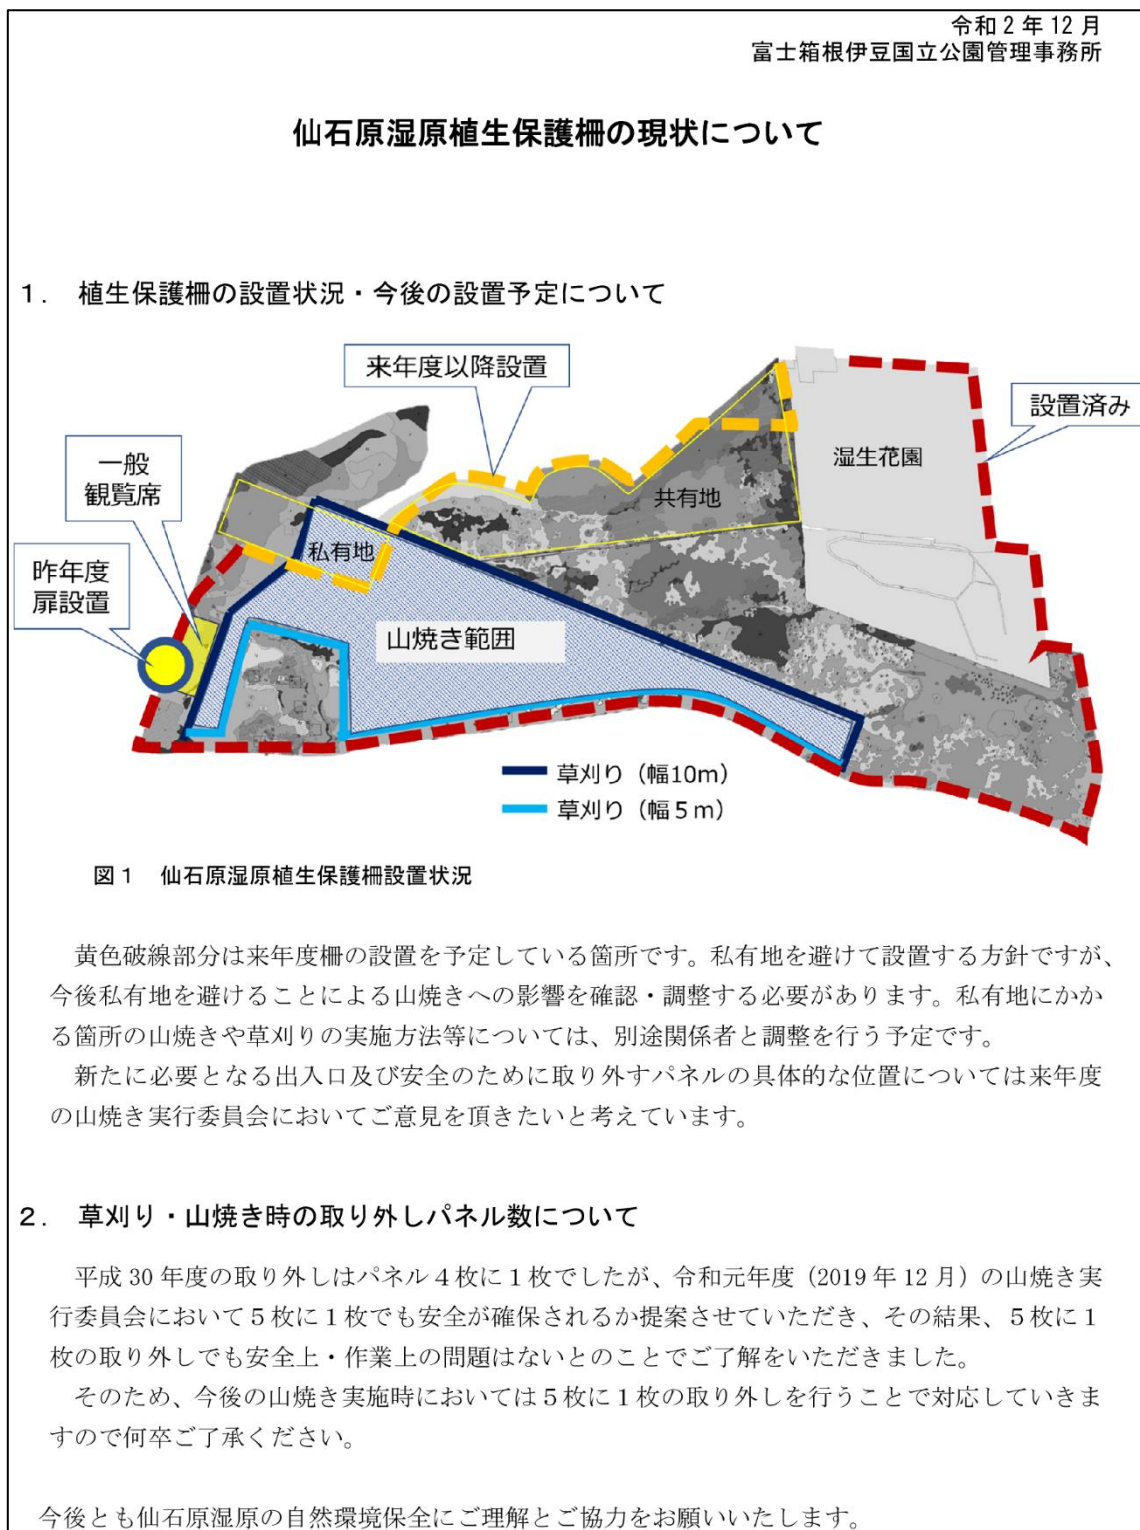 令和２年 12 月
富士箱根伊豆国立公園管理事務所
仙石原湿原植生保護柵の現状について
１． 植生保護柵の設置状況・今後の設置予定について
来年度以降設置
設置済み
一般
観覧席
湿生花園
共有地
私有地
昨年度
扉設置
山焼き範囲
草刈り（幅10m）
草刈り（幅５m）
図１ 仙石原湿原植生保護柵設置状況
黄色破線部分は来年度柵の設置を予定している箇所です。私有地を避けて設置する方針ですが、
今後私有地を避けることによる山焼きへの影響を確認・調整する必要があります。私有地にかか
る箇所の山焼きや草刈りの実施方法等については、別途関係者と調整を行う予定です。
新たに必要となる出入口及び安全のために取り外すパネルの具体的な位置については来年度
の山焼き実行委員会においてご意見を頂きたいと考えています。
２． 草刈り・山焼き時の取り外しパネル数について
平成 30 年度の取り外しはパネル４枚に１枚でしたが、令和元年度（2019 年 12 月）の山焼き実
行委員会において５枚に１枚でも安全が確保されるか提案させていただき、その結果、５枚に１
枚の取り外しでも安全上・作業上の問題はないとのことでご了解をいただきました。
そのため、今後の山焼き実施時においては５枚に１枚の取り外しを行うことで対応していきま
すので何卒ご了承ください。
今後とも仙石原湿原の自然環境保全にご理解とご協力をお願いいたします。